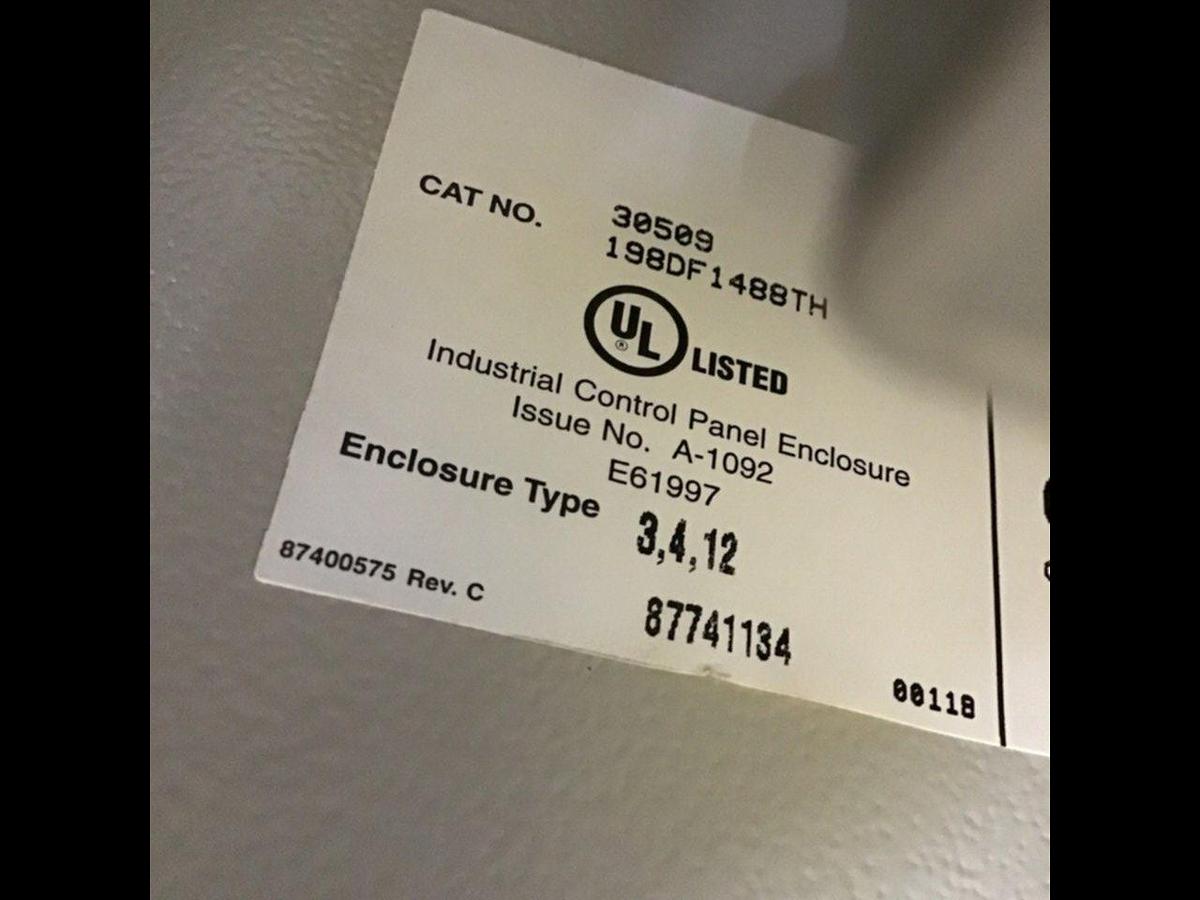 CAT NO. 30509
198DF1488TH
UL ® LISTED
Industrial Control Panel Enclosure
Issue No. A-1092
E61997
Enclosure Type 3,4,12
87400575 Rev. C 87741134
00118